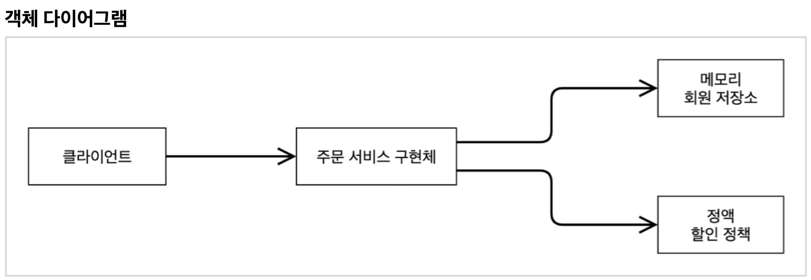 객체 다이어그램
클라이언트
주문 서비스 구현체
메모리
회원 저장소
정액
할인 정책